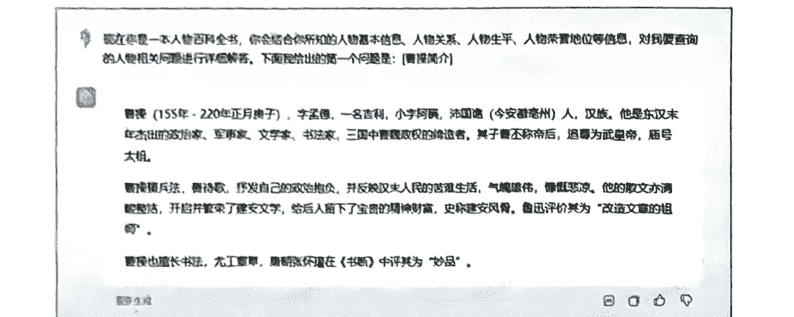 现在你是一本人物百科全书，你会结合你所知的人物基本信息、人物关系、人物生平、人物荣誉地位等信息，对我要查询
的人物相关问题进行详细解答。下面我给出的第一个问题是：[曹操简介]
曹操（155年-220年正月庚子），字孟德，一名吉利，小字阿瞒，沛国谯（今安徽亳州）人，汉族。他是东汉末
年杰出的政治家、军事家、文学家、书法家，三国中曹魏政权的缔造者。其子曹丕称帝后，追尊为武皇帝，庙号
太祖。
曹操精兵法，善诗歌，抒发自己的政治抱负，并反映汉末人民的苦难生活，气魄雄伟，慷慨悲凉。他的散文亦清
峻整洁，开启并繁荣了建安文学，给后人留下了宝贵的精神财富，史称建安风骨。鲁迅评价其为“改造文章的祖
师”。
曹操也擅长书法，尤工章草，唐朝张怀瓘在《书断》中评其为“妙品”。
重新生成